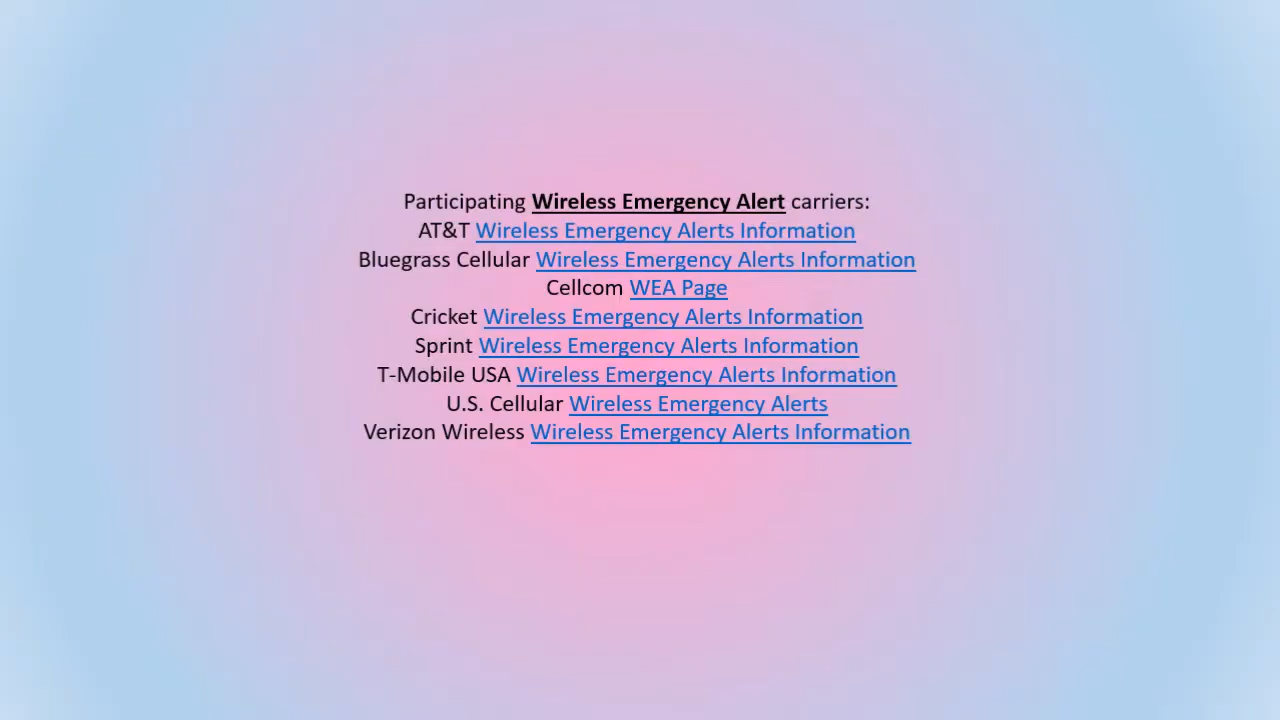 Participating Wireless Emergency Alert carriers:
AT&T Wireless Emergency Alerts Information
Bluegrass Cellular Wireless Emergency Alerts Information
Cellcom WEA Page
Cricket Wireless Emergency Alerts Information
Sprint Wireless Emergency Alerts Information
T-Mobile USA Wireless Emergency Alerts Information
U.S. Cellular Wireless Emergency Alerts
Verizon Wireless Wireless Emergency Alerts Information